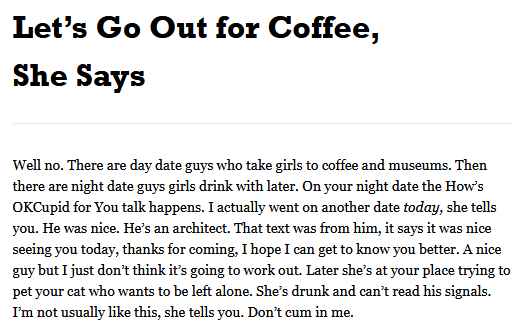 Let’s Go Out for Coffee,
She Says
Well no. There are day date guys who take girls to coffee and museums. Then
there are night date guys girls drink with later. On your night date the How’s
OKCupid for You talk happens. I actually went on another date today, she tells
you. He was nice. He’s an architect. That text was from him, it says it was nice
seeing you today, thanks for coming, I hope I can get to know you better. A nice
guy but I just don’t think it’s going to work out. Later she’s at your place trying to
pet your cat who wants to be left alone. She’s drunk and can’t read his signals.
I’m not usually like this, she tells you. Don’t cum in me.